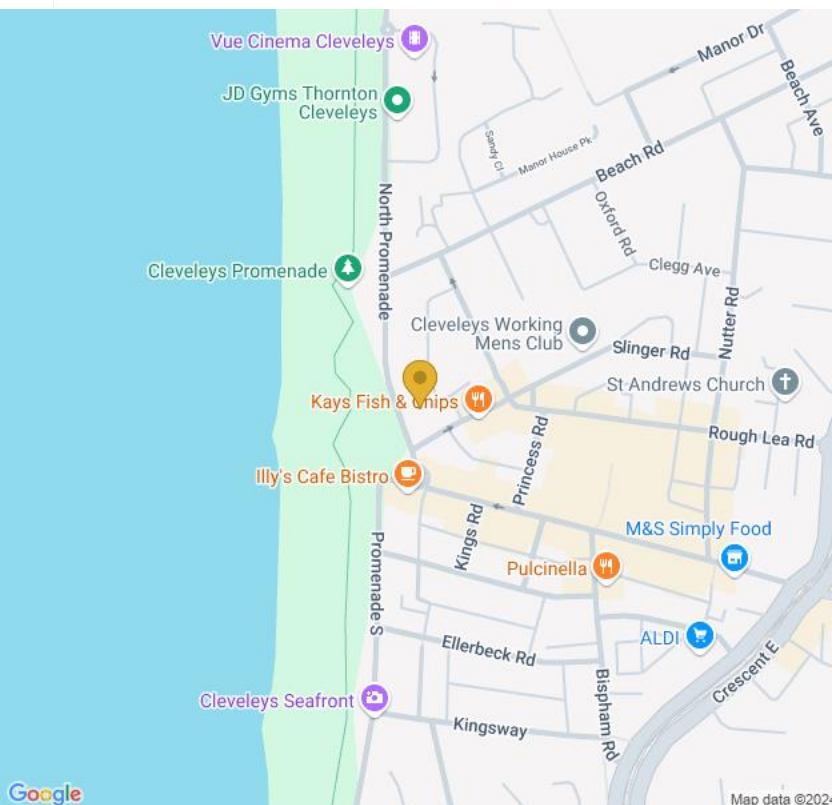 Vue Cinema Cleveleys
Manor Dr
Beach Ave
JD Gyms Thornton
Cleveleys
Sandy Cl
Manor House Pk
Beach Rd
North Promenade
Oxford Rd
Cleveleys Promenade
Clegg Ave
Nutter Rd
Cleveleys Working
Mens Club
Slinger Rd
St Andrews Church
Kays Fish & Chips
Princess Rd
Rough Lea Rd
Illy's Cafe Bistro
Kings Rd
M&S Simply Food
Promenade S
Pulcinella
ALDI
Ellerbeck Rd
Crescent E
Bispham Rd
Cleveleys Seafront
Kingsway
Google
Map data ©2024